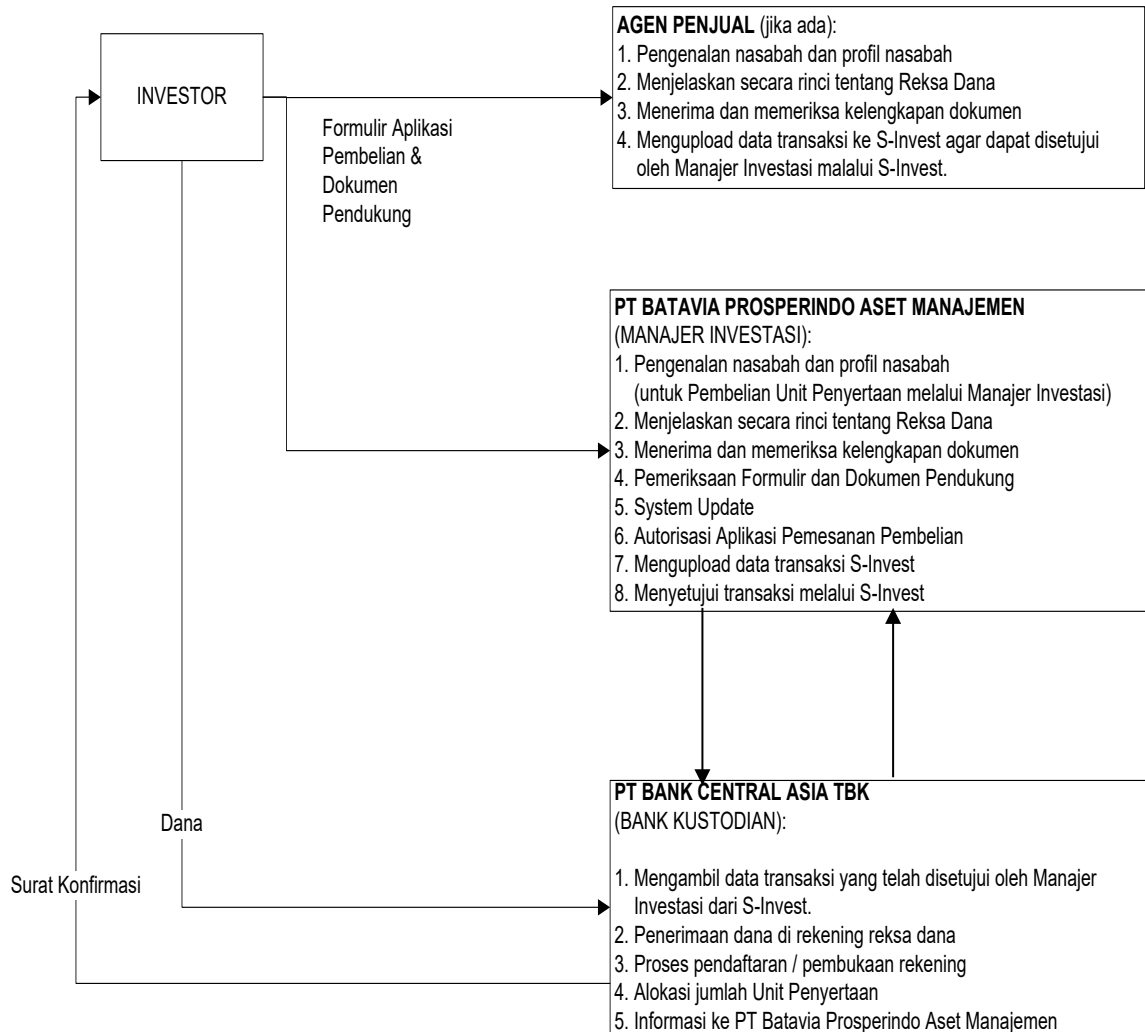 AGEN PENJUAL (jika ada):
1. Pengenalan nasabah dan profil nasabah
2. Menjelaskan secara rinci tentang Reksa Dana
3. Menerima dan memeriksa kelengkapan dokumen
4. Mengupload data transaksi ke S-Invest agar dapat disetujui
oleh Manajer Investasi malalui S-Invest.
INVESTOR
Formulir Aplikasi
Pembelian &
Dokumen
Pendukung
PT BATAVIA PROSPERINDO ASET MANAJEMEN
(MANAJER INVESTASI):
1. Pengenalan nasabah dan profil nasabah
(untuk Pembelian Unit Penyertaan melalui Manajer Investasi)
2. Menjelaskan secara rinci tentang Reksa Dana
3. Menerima dan memeriksa kelengkapan dokumen
4. Pemeriksaan Formulir dan Dokumen Pendukung
5. System Update
6. Autorisasi Aplikasi Pemesanan Pembelian
7. Mengupload data transaksi S-Invest
8. Menyetujui transaksi melalui S-Invest
PT BANK CENTRAL ASIA TBK
(BANK KUSTODIAN):
1. Mengambil data transaksi yang telah disetujui oleh Manajer
Investasi dari S-Invest.
2. Penerimaan dana di rekening reksa dana
3. Proses pendaftaran / pembukaan rekening
4. Alokasi jumlah Unit Penyertaan
5. Informasi ke PT Batavia Prosperindo Aset Manajemen
Dana
Surat Konfirmasi